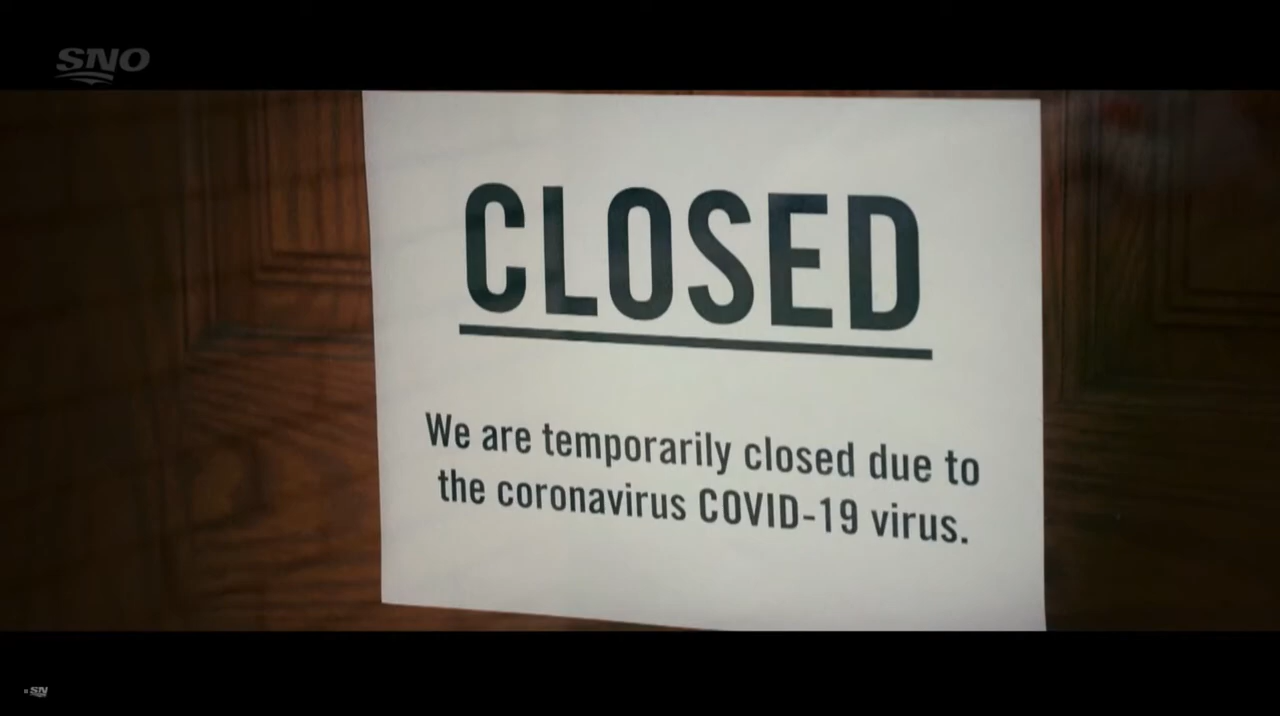 SNO
CLOSED
We are temporarily closed due to
the coronavirus COVID-19 virus.
SN